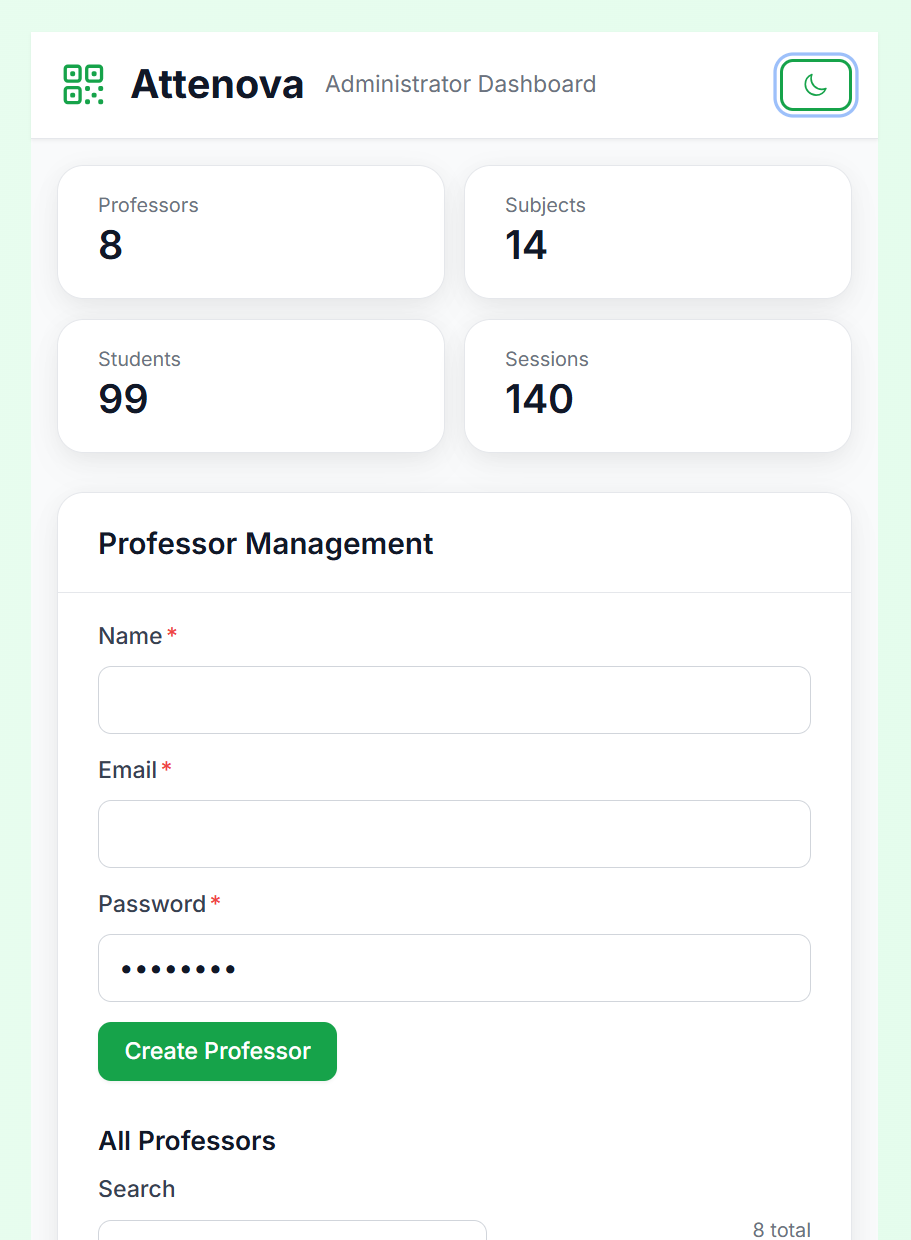 Attenova Administrator Dashboard
Professors
8
Subjects
14
Students
99
Sessions
140
Professor Management
Name *
Email *
Password *
••••••••
Create Professor
All Professors
Search
8 total